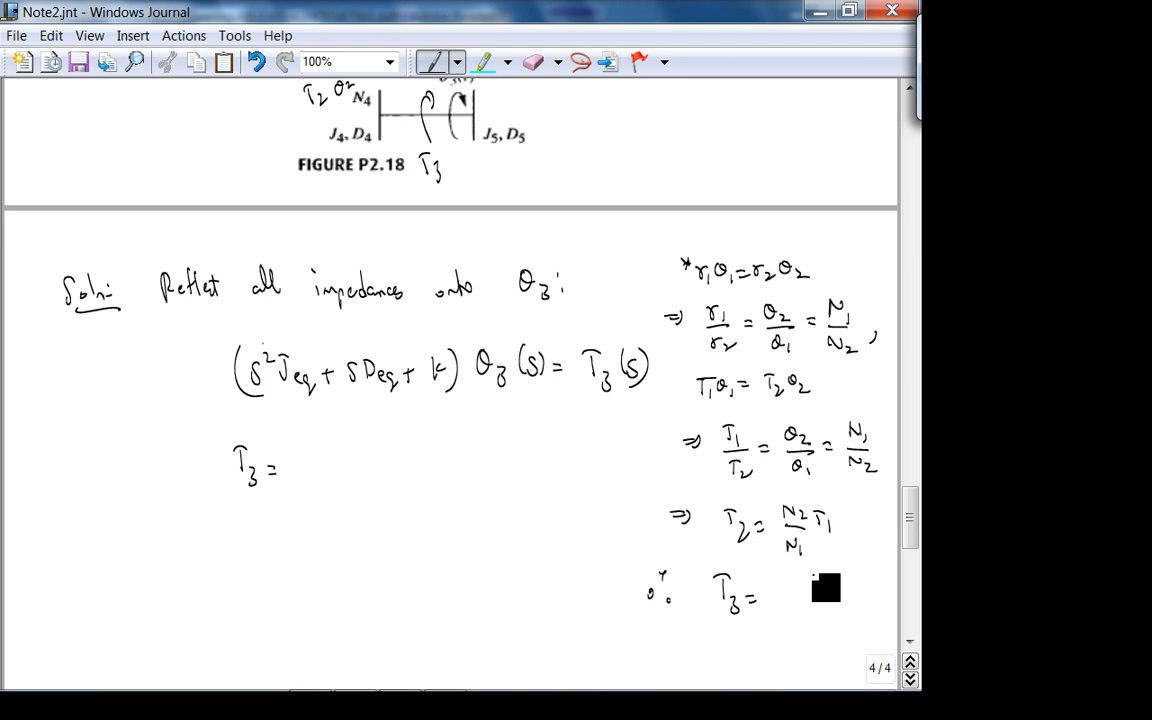 Note2.jnt - Windows Journal
File Edit View Insert Actions Tools Help
100%
T₂ θ₂ N₄
J₄, D₄ J₅, D₅
FIGURE P2.18 T₃
Soln:- Reflet all impedances onto θ₃:
(s²Jeq + sDeq + k) θ₃(s) = T₃(s)
T₃ =
*r₁θ₁=r₂θ₂
⇒ r₁/r₂ = θ₂/θ₁ = N₁/N₂,
T₁θ₁ = T₂θ₂
⇒ T₁/T₂ = θ₂/θ₁ = N₁/N₂
⇒ T₂ = N₂/N₁ T₁
T₃ =
4 / 4